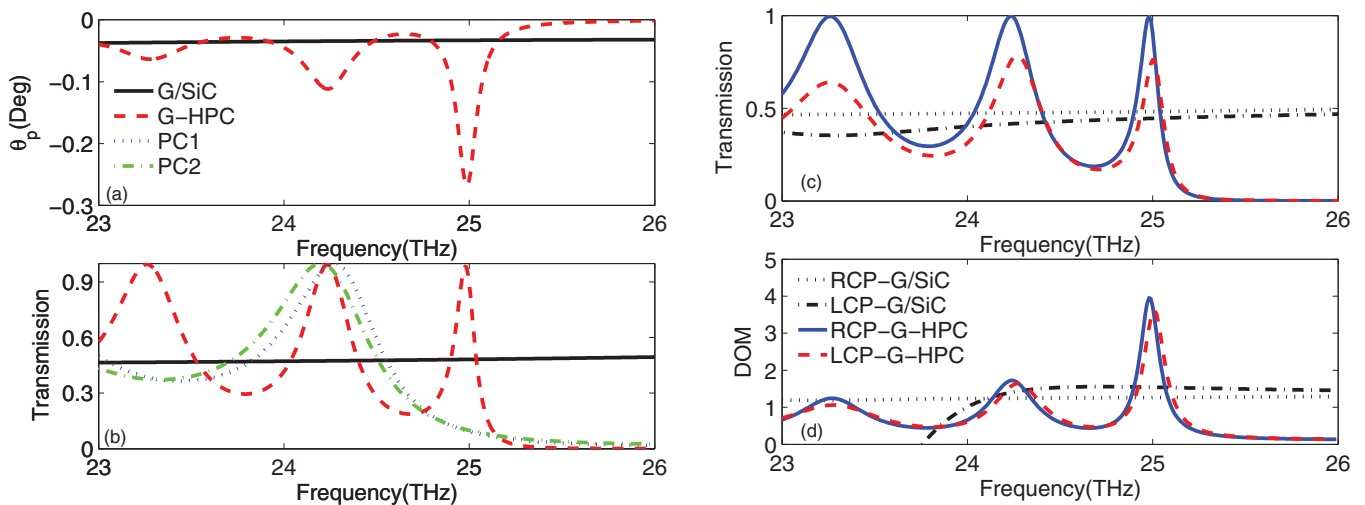 0
−0.1
−0.2
−0.3
θp(Deg)
G/SiC
G−HPC
PC1
PC2
(a)
23 24 25 26
Frequency(THz)
0.9
0.6
0.3
0
Transmission
(b)
23 24 25 26
Frequency(THz)
1
0.5
0
Transmission
(c)
23 24 25 26
Frequency(THz)
5
4
3
2
1
0
DOM
RCP−G/SiC
LCP−G/SiC
RCP−G−HPC
LCP−G−HPC
(d)
23 24 25 26
Frequency(THz)